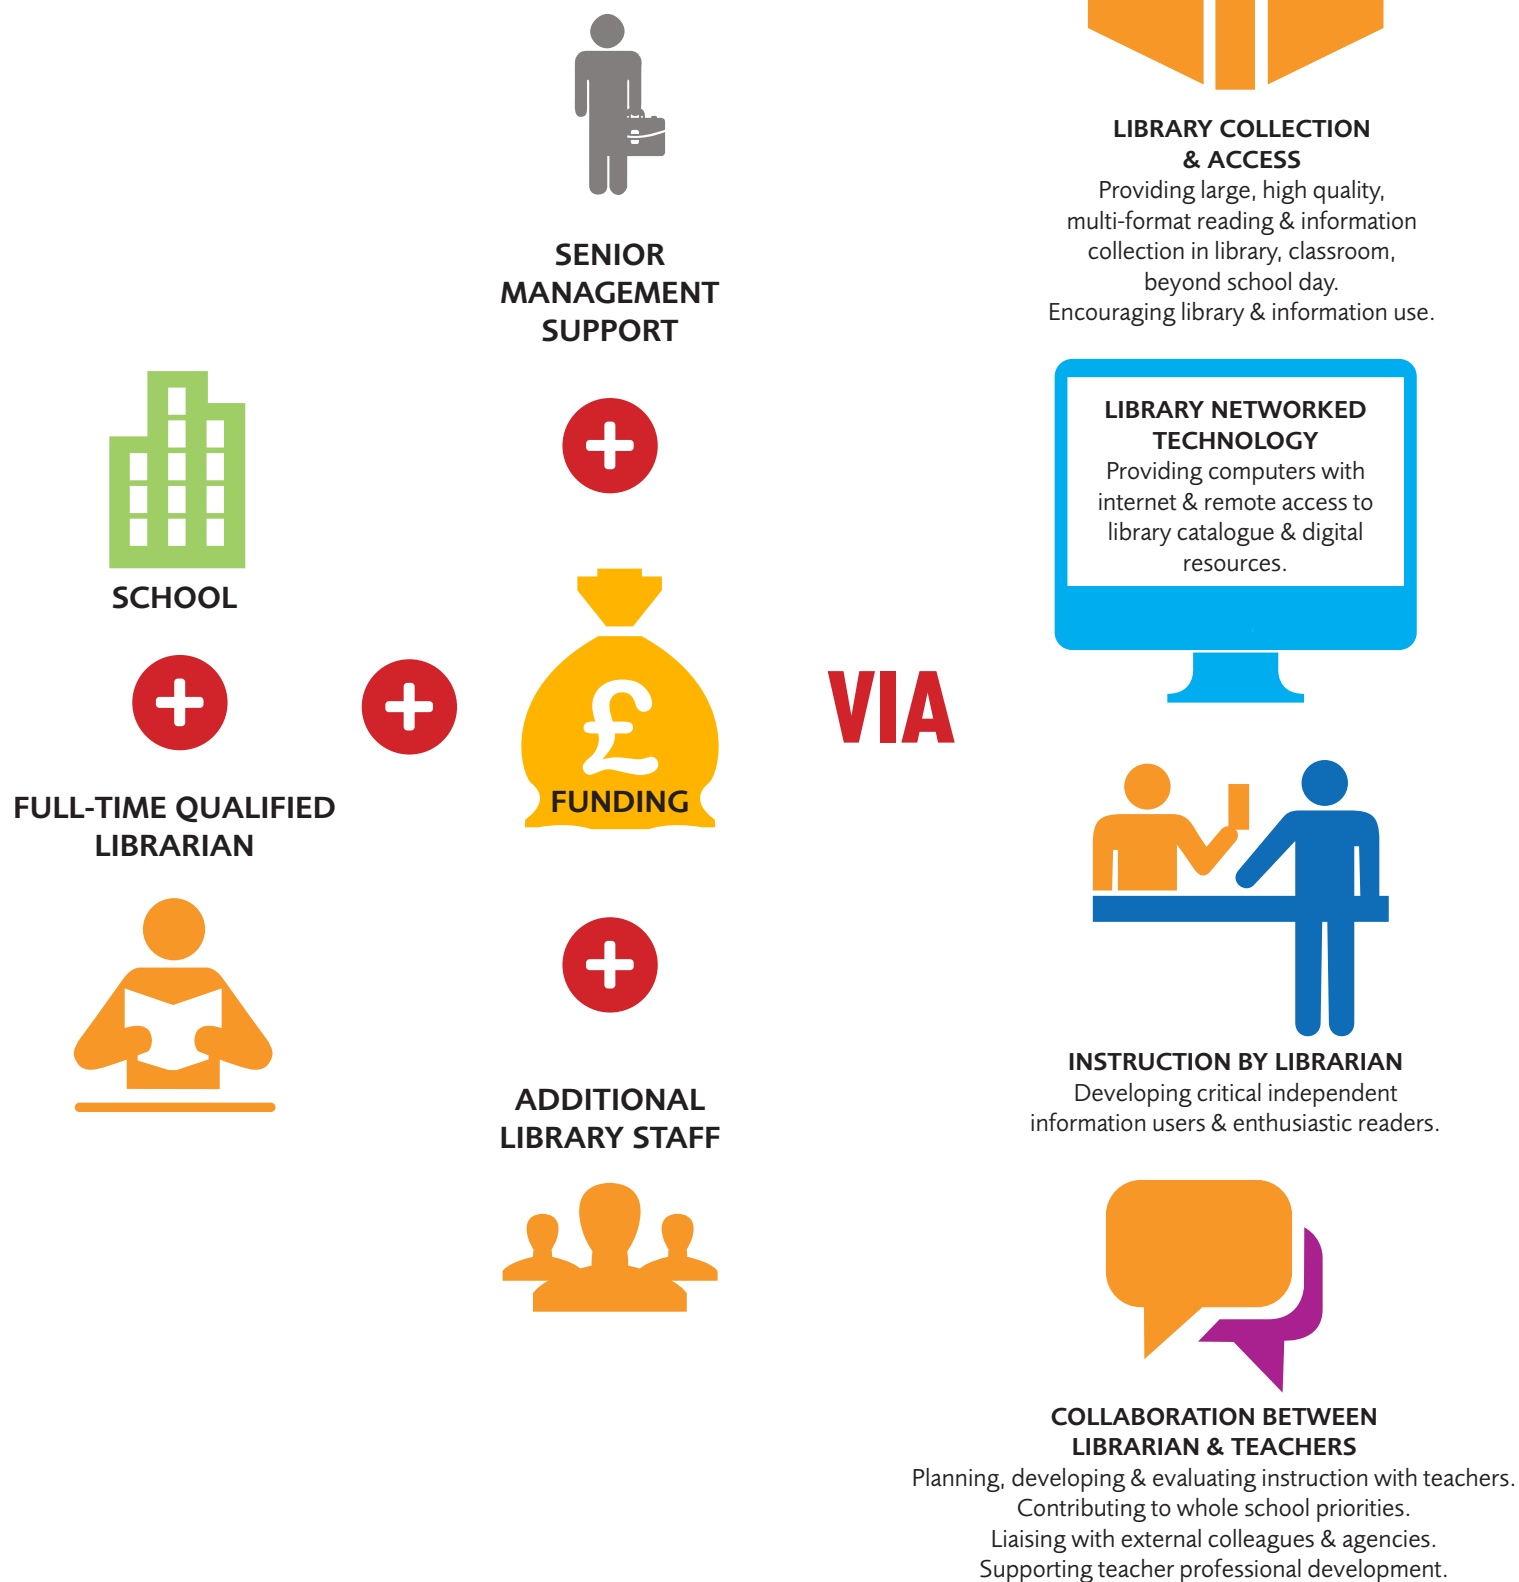 SCHOOL
FULL-TIME QUALIFIED
LIBRARIAN
SENIOR
MANAGEMENT
SUPPORT
£
FUNDING
ADDITIONAL
LIBRARY STAFF
VIA
LIBRARY COLLECTION
& ACCESS
Providing large, high quality,
multi-format reading & information
collection in library, classroom,
beyond school day.
Encouraging library & information use.
LIBRARY NETWORKED
TECHNOLOGY
Providing computers with
internet & remote access to
library catalogue & digital
resources.
INSTRUCTION BY LIBRARIAN
Developing critical independent
information users & enthusiastic readers.
COLLABORATION BETWEEN
LIBRARIAN & TEACHERS
Planning, developing & evaluating instruction with teachers.
Contributing to whole school priorities.
Liaising with external colleagues & agencies.
Supporting teacher professional development.